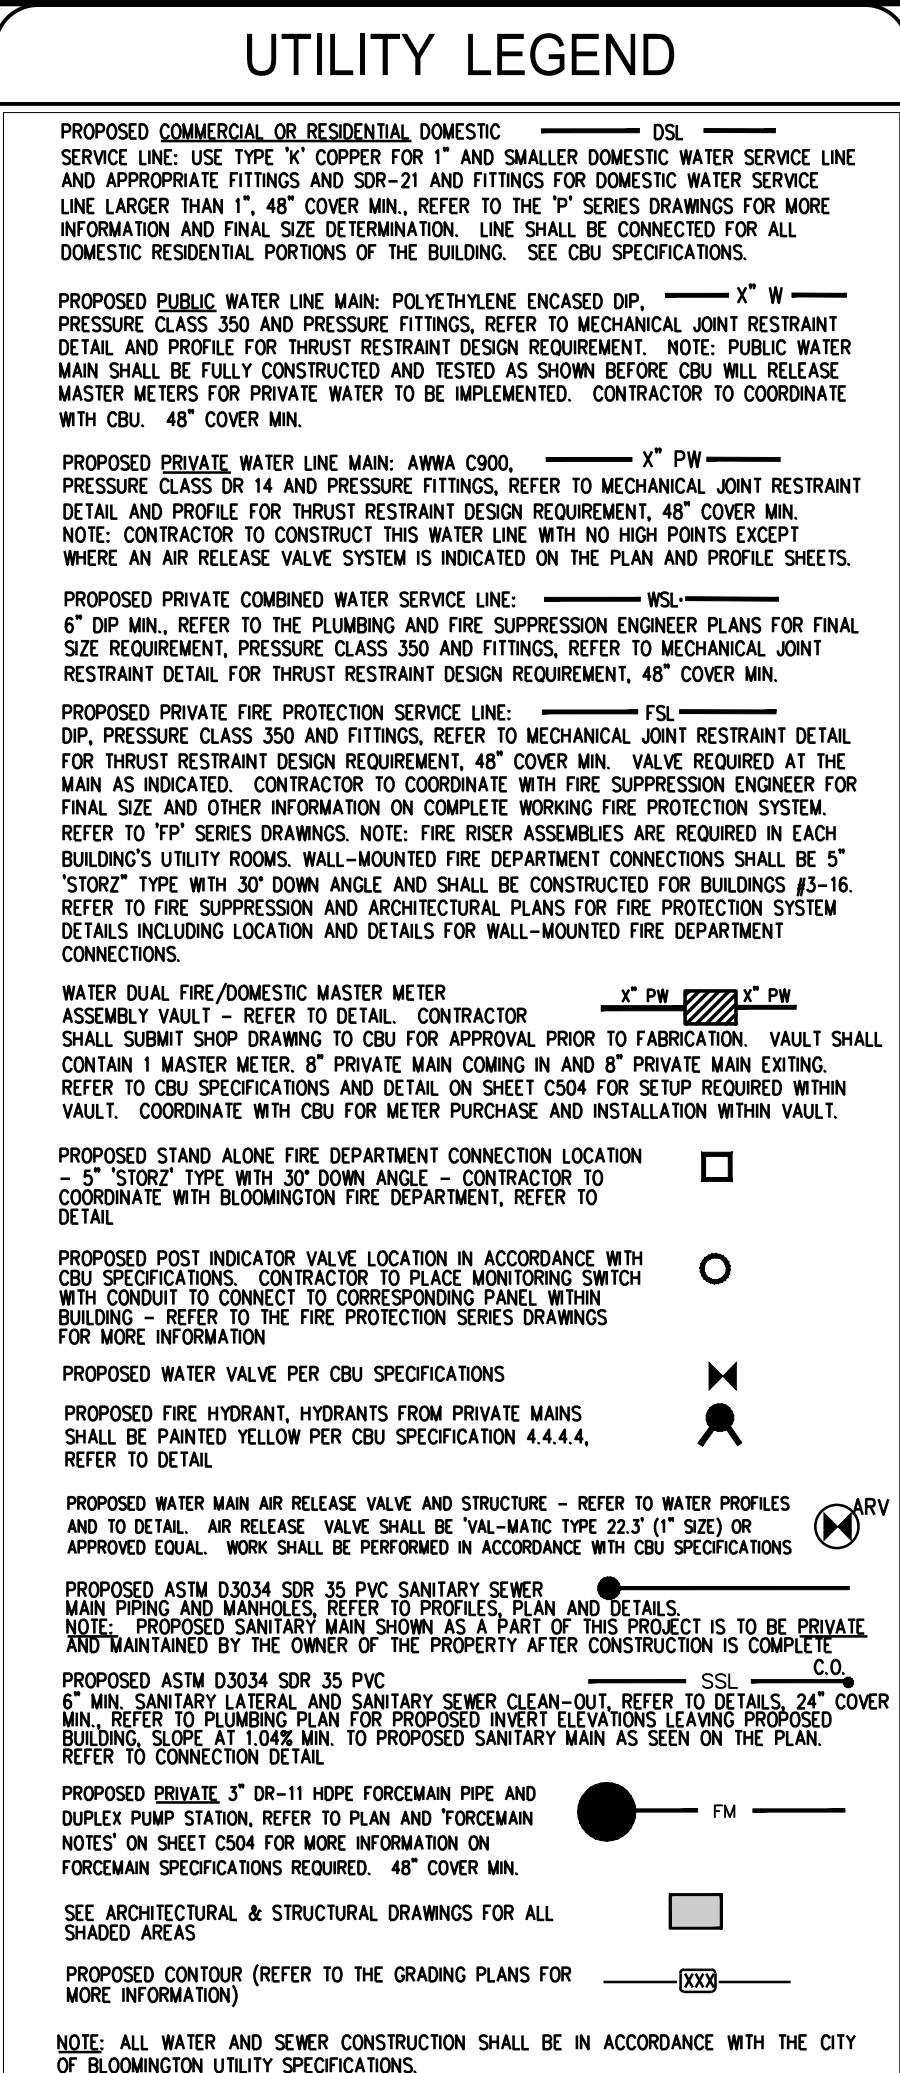 UTILITY LEGEND
PROPOSED COMMERCIAL OR RESIDENTIAL DOMESTIC DSL
SERVICE LINE: USE TYPE 'K' COPPER FOR 1" AND SMALLER DOMESTIC WATER SERVICE LINE
AND APPROPRIATE FITTINGS AND SDR-21 AND FITTINGS FOR DOMESTIC WATER SERVICE
LINE LARGER THAN 1", 48" COVER MIN., REFER TO THE 'P' SERIES DRAWINGS FOR MORE
INFORMATION AND FINAL SIZE DETERMINATION. LINE SHALL BE CONNECTED FOR ALL
DOMESTIC RESIDENTIAL PORTIONS OF THE BUILDING. SEE CBU SPECIFICATIONS.
PROPOSED PUBLIC WATER LINE MAIN: POLYETHYLENE ENCASED DIP, X" W
PRESSURE CLASS 350 AND PRESSURE FITTINGS, REFER TO MECHANICAL JOINT RESTRAINT
DETAIL AND PROFILE FOR THRUST RESTRAINT DESIGN REQUIREMENT. NOTE: PUBLIC WATER
MAIN SHALL BE FULLY CONSTRUCTED AND TESTED AS SHOWN BEFORE CBU WILL RELEASE
MASTER METERS FOR PRIVATE WATER TO BE IMPLEMENTED. CONTRACTOR TO COORDINATE
WITH CBU. 48" COVER MIN.
PROPOSED PRIVATE WATER LINE MAIN: AWWA C900, X" PW
PRESSURE CLASS DR 14 AND PRESSURE FITTINGS, REFER TO MECHANICAL JOINT RESTRAINT
DETAIL AND PROFILE FOR THRUST RESTRAINT DESIGN REQUIREMENT, 48" COVER MIN.
NOTE: CONTRACTOR TO CONSTRUCT THIS WATER LINE WITH NO HIGH POINTS EXCEPT
WHERE AN AIR RELEASE VALVE SYSTEM IS INDICATED ON THE PLAN AND PROFILE SHEETS.
PROPOSED PRIVATE COMBINED WATER SERVICE LINE: WSL
6" DIP MIN., REFER TO THE PLUMBING AND FIRE SUPPRESSION ENGINEER PLANS FOR FINAL
SIZE REQUIREMENT, PRESSURE CLASS 350 AND FITTINGS, REFER TO MECHANICAL JOINT
RESTRAINT DETAIL FOR THRUST RESTRAINT DESIGN REQUIREMENT, 48" COVER MIN.
PROPOSED PRIVATE FIRE PROTECTION SERVICE LINE: FSL
DIP, PRESSURE CLASS 350 AND FITTINGS, REFER TO MECHANICAL JOINT RESTRAINT DETAIL
FOR THRUST RESTRAINT DESIGN REQUIREMENT, 48" COVER MIN. VALVE REQUIRED AT THE
MAIN AS INDICATED. CONTRACTOR TO COORDINATE WITH FIRE SUPPRESSION ENGINEER FOR
FINAL SIZE AND OTHER INFORMATION ON COMPLETE WORKING FIRE PROTECTION SYSTEM.
REFER TO 'FP' SERIES DRAWINGS. NOTE: FIRE RISER ASSEMBLIES ARE REQUIRED IN EACH
BUILDING'S UTILITY ROOMS. WALL-MOUNTED FIRE DEPARTMENT CONNECTIONS SHALL BE 5"
'STORZ" TYPE WITH 30° DOWN ANGLE AND SHALL BE CONSTRUCTED FOR BUILDINGS #3-16.
REFER TO FIRE SUPPRESSION AND ARCHITECTURAL PLANS FOR FIRE PROTECTION SYSTEM
DETAILS INCLUDING LOCATION AND DETAILS FOR WALL-MOUNTED FIRE DEPARTMENT
CONNECTIONS.
WATER DUAL FIRE/DOMESTIC MASTER METER X" PW X" PW
ASSEMBLY VAULT - REFER TO DETAIL. CONTRACTOR
SHALL SUBMIT SHOP DRAWING TO CBU FOR APPROVAL PRIOR TO FABRICATION. VAULT SHALL
CONTAIN 1 MASTER METER. 8" PRIVATE MAIN COMING IN AND 8" PRIVATE MAIN EXITING.
REFER TO CBU SPECIFICATIONS AND DETAIL ON SHEET C504 FOR SETUP REQUIRED WITHIN
VAULT. COORDINATE WITH CBU FOR METER PURCHASE AND INSTALLATION WITHIN VAULT.
PROPOSED STAND ALONE FIRE DEPARTMENT CONNECTION LOCATION
- 5" 'STORZ' TYPE WITH 30° DOWN ANGLE - CONTRACTOR TO
COORDINATE WITH BLOOMINGTON FIRE DEPARTMENT, REFER TO
DETAIL
PROPOSED POST INDICATOR VALVE LOCATION IN ACCORDANCE WITH
CBU SPECIFICATIONS. CONTRACTOR TO PLACE MONITORING SWITCH
WITH CONDUIT TO CONNECT TO CORRESPONDING PANEL WITHIN
BUILDING - REFER TO THE FIRE PROTECTION SERIES DRAWINGS
FOR MORE INFORMATION
PROPOSED WATER VALVE PER CBU SPECIFICATIONS
PROPOSED FIRE HYDRANT, HYDRANTS FROM PRIVATE MAINS
SHALL BE PAINTED YELLOW PER CBU SPECIFICATION 4.4.4.4,
REFER TO DETAIL
PROPOSED WATER MAIN AIR RELEASE VALVE AND STRUCTURE - REFER TO WATER PROFILES ARV
AND TO DETAIL. AIR RELEASE VALVE SHALL BE 'VAL-MATIC TYPE 22.3' (1" SIZE) OR
APPROVED EQUAL. WORK SHALL BE PERFORMED IN ACCORDANCE WITH CBU SPECIFICATIONS
PROPOSED ASTM D3034 SDR 35 PVC SANITARY SEWER
MAIN PIPING AND MANHOLES, REFER TO PROFILES, PLAN AND DETAILS.
NOTE: PROPOSED SANITARY MAIN SHOWN AS A PART OF THIS PROJECT IS TO BE PRIVATE
AND MAINTAINED BY THE OWNER OF THE PROPERTY AFTER CONSTRUCTION IS COMPLETE
C.O.
PROPOSED ASTM D3034 SDR 35 PVC SSL
6" MIN. SANITARY LATERAL AND SANITARY SEWER CLEAN-OUT, REFER TO DETAILS, 24" COVER
MIN., REFER TO PLUMBING PLAN FOR PROPOSED INVERT ELEVATIONS LEAVING PROPOSED
BUILDING, SLOPE AT 1.04% MIN. TO PROPOSED SANITARY MAIN AS SEEN ON THE PLAN.
REFER TO CONNECTION DETAIL
PROPOSED PRIVATE 3" DR-11 HDPE FORCEMAIN PIPE AND
DUPLEX PUMP STATION, REFER TO PLAN AND 'FORCEMAIN FM
NOTES' ON SHEET C504 FOR MORE INFORMATION ON
FORCEMAIN SPECIFICATIONS REQUIRED. 48" COVER MIN.
SEE ARCHITECTURAL & STRUCTURAL DRAWINGS FOR ALL
SHADED AREAS
PROPOSED CONTOUR (REFER TO THE GRADING PLANS FOR XXX
MORE INFORMATION)
NOTE: ALL WATER AND SEWER CONSTRUCTION SHALL BE IN ACCORDANCE WITH THE CITY
OF BLOOMINGTON UTILITY SPECIFICATIONS.